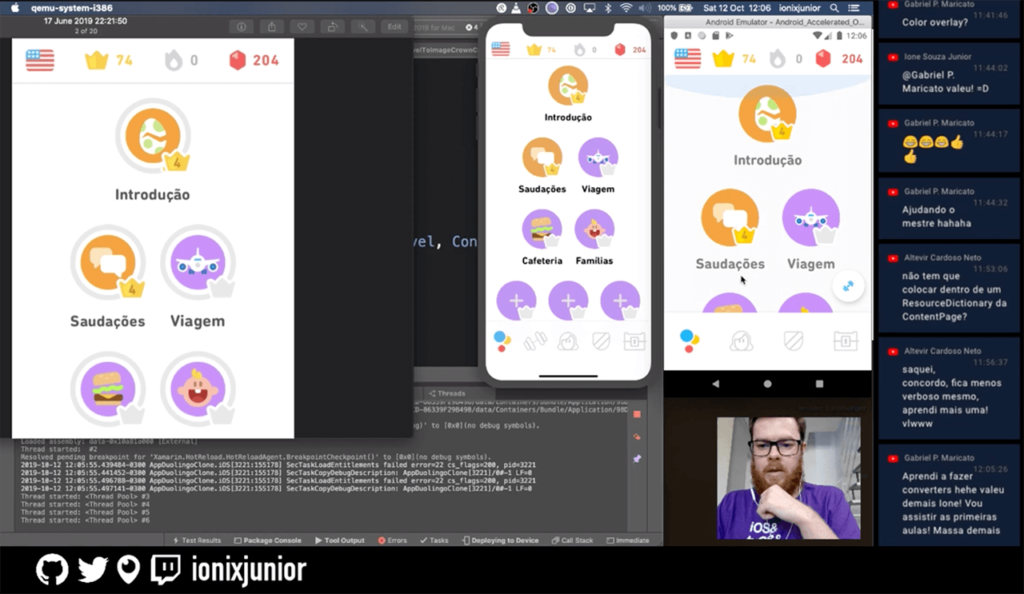 qemu-system-i386
100%
Sat 12 Oct 12:06
ionixjunior
17 June 2019 22:21:50
3 of 20
Edit
74
0
204
Introdução
4
Saudações
4
Viagem
2019 for Mac
vel, Con
74
0
204
Introdução
Saudações
Viagem
Cafeteria
Famílias
Android Emulator - Android_Accelerated_O...
12:06
74
0
204
4
Introdução
4
Saudações
Viagem
Threads
Loaded assembly: data-0x10a81a000 [External]
Thread started: #2
Resolved pending breakpoint for 'Xamarin.HotReload.HotReloadAgent.BreakpointCheckpoint()' to [0x0](no debug symbols).
2019-10-12 12:05:55.439484-0300 AppDuolingoClone.iOS[3221:155178] SecTaskLoadEntitlements failed error=22 cs_flags=200, pid=3221
2019-10-12 12:05:55.441452-0300 AppDuolingoClone.iOS[3221:155178] SecTaskCopyDebugDescription: AppDuolingoClone[3221]/0#-1 LF=0
2019-10-12 12:05:55.496788-0300 AppDuolingoClone.iOS[3221:155178] SecTaskLoadEntitlements failed error=22 cs_flags=200, pid=3221
2019-10-12 12:05:55.497141-0300 AppDuolingoClone.iOS[3221:155178] SecTaskCopyDebugDescription: AppDuolingoClone[3221]/0#-1 LF=0
Thread started: <Thread Pool> #3
Thread started: <Thread Pool> #4
Thread started: <Thread Pool> #5
Thread started: <Thread Pool> #6
Test Results
Package Console
Tool Output
Errors
Tasks
Deploying to Device
Call Stack
Immediate
iOS&
11:41:46
Color overlay?
Ione Souza Junior
11:44:02
@Gabriel P.
Maricato valeu! =D
Gabriel P. Maricato
11:44:17
😂😂😂👍
👍
Gabriel P. Maricato
11:44:32
Ajudando o
mestre hahaha
Altevir Cardoso Neto
11:53:06
não tem que
colocar dentro de um
ResourceDictionary da
ContentPage?
Altevir Cardoso Neto
11:56:37
saquei,
concordo, fica menos
verboso mesmo,
aprendi mais uma!
vlwww
Gabriel P. Maricato
12:05:26
Aprendi a fazer
converters hehe valeu
demais Ione! Vou
assistir as primeiras
aulas! Massa demais
ionixjunior